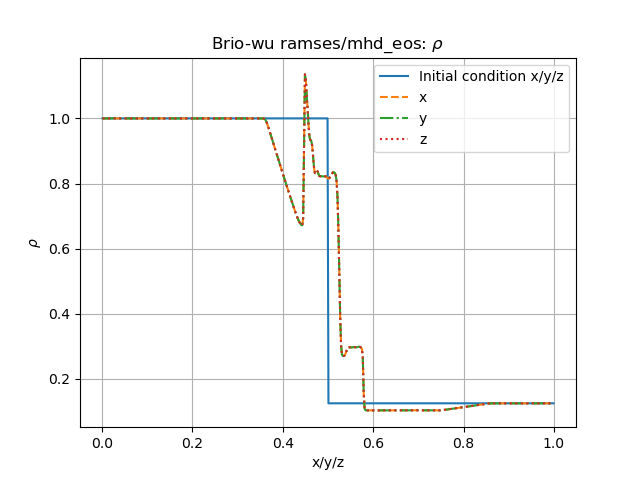 Brio-wu ramses/mhd_eos: ρ
Initial condition x/y/z
x
y
z
1.0
0.8
0.6
0.4
0.2
ρ
0.0 0.2 0.4 0.6 0.8 1.0
x/y/z